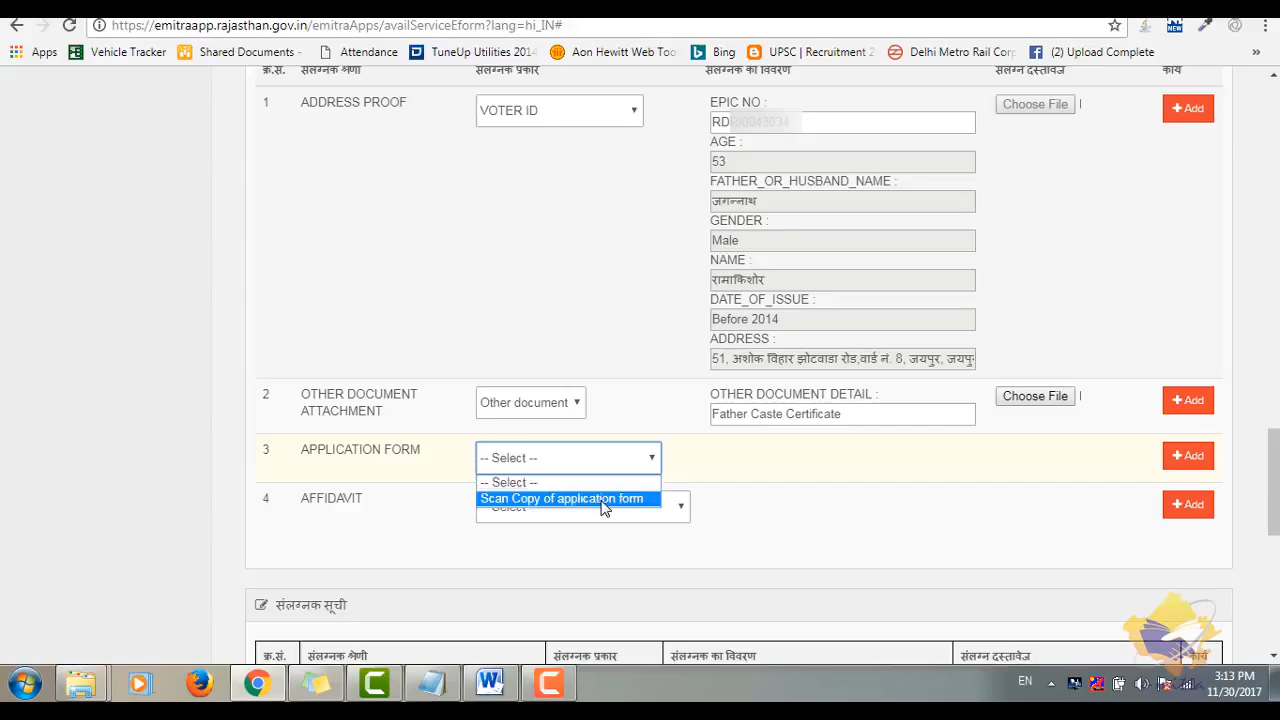 https://emitraapp.rajasthan.gov.in/emitraApps/availServiceEform?lang=hi_IN#
Apps Vehicle Tracker Shared Documents - Attendance TuneUp Utilities 2014 Aon Hewitt Web Too Bing UPSC | Recruitment 2 Delhi Metro Rail Corp (2) Upload Complete »
क्र.सं. संलग्नक श्रेणी संलग्नक प्रकार संलग्नक का विवरण संलग्न दस्तावेज कार्य
1 ADDRESS PROOF VOTER ID EPIC NO : Choose File Add
AGE :
53
FATHER_OR_HUSBAND_NAME :
जगन्नाथ
GENDER :
Male
NAME :
रामाकिशोर
DATE_OF_ISSUE :
Before 2014
ADDRESS :
51, अशोक विहार झोटवाडा रोड,वार्ड नं. 8, जयपुर, जयपु
2 OTHER DOCUMENT ATTACHMENT Other document OTHER DOCUMENT DETAIL : Choose File Add
Father Caste Certificate
3 APPLICATION FORM -- Select -- Add
-- Select --
Scan Copy of application form
4 AFFIDAVIT Select Add
संलग्नक सूची
क्र.सं. संलग्नक श्रेणी संलग्नक प्रकार संलग्नक का विवरण संलग्न दस्तावेज कार्य
EN 3:13 PM
11/30/2017